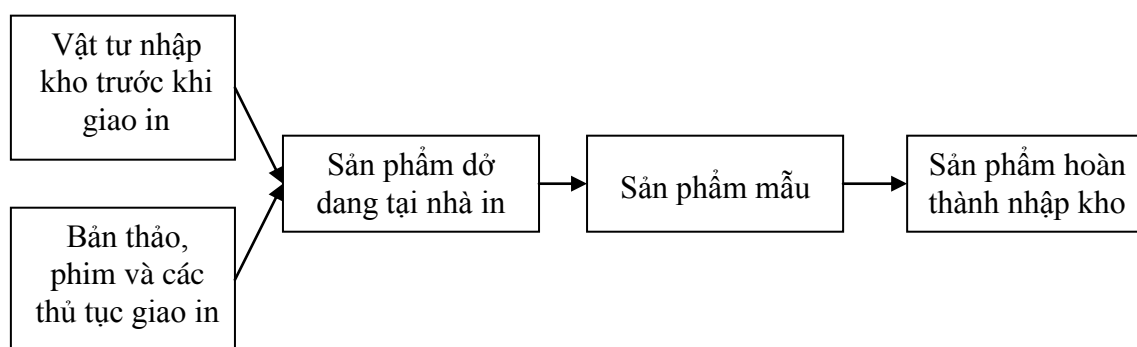 Vật tư nhập
kho trước khi
giao in
Bản thảo,
phim và các
thủ tục giao in
Sản phẩm dở
dang tại nhà in
Sản phẩm mẫu
Sản phẩm hoàn
thành nhập kho